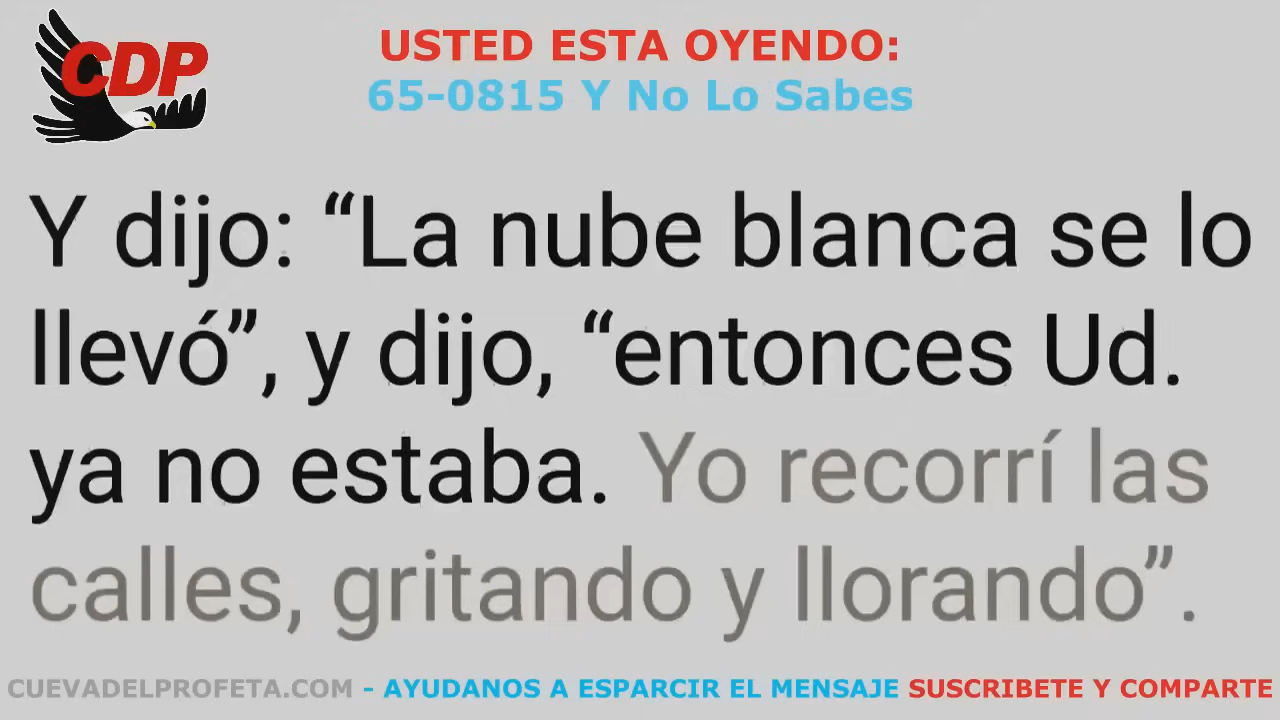 CDP
USTED ESTA OYENDO:
65-0815 Y No Lo Sabes
Y dijo: “La nube blanca se lo
llevó”, y dijo, “entonces Ud.
ya no estaba. Yo recorrí las
calles, gritando y llorando”.
CUEVADELPROFETA.COM - AYUDANOS A ESPARCIR EL MENSAJE SUSCRIBETE Y COMPARTE